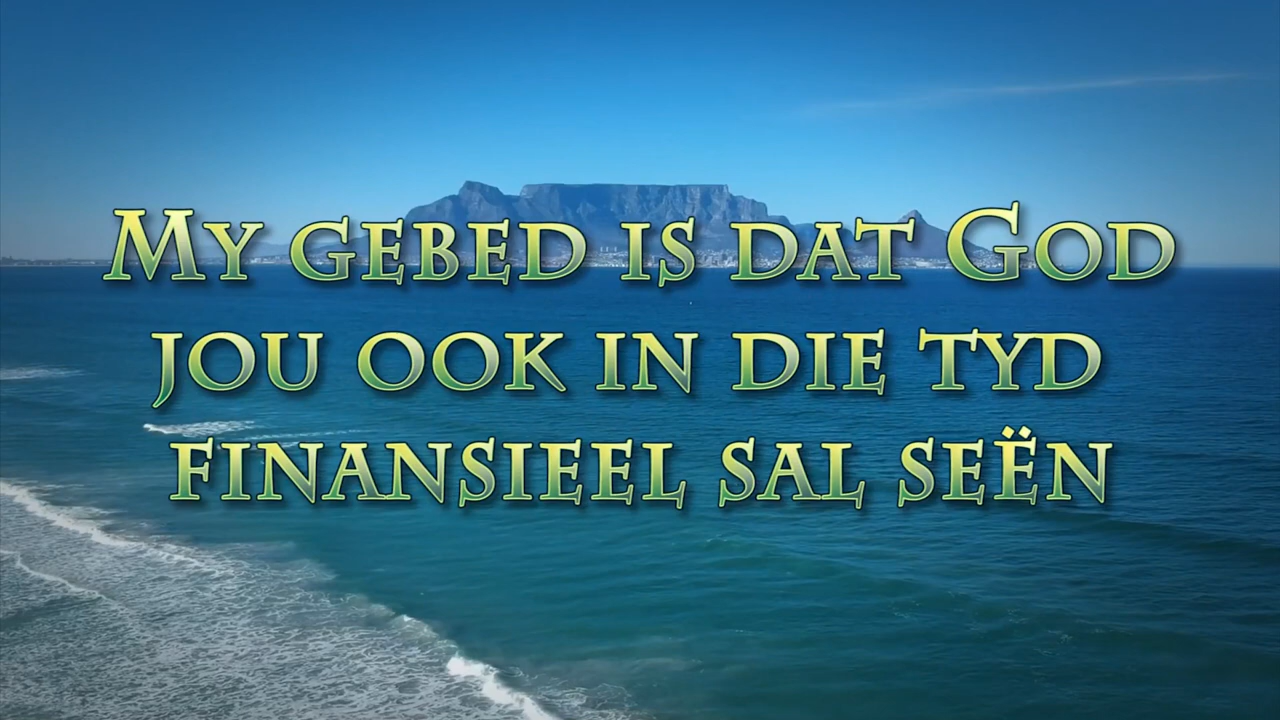 My gebed is dat God
jou ook in die tyd
finansieel sal seën